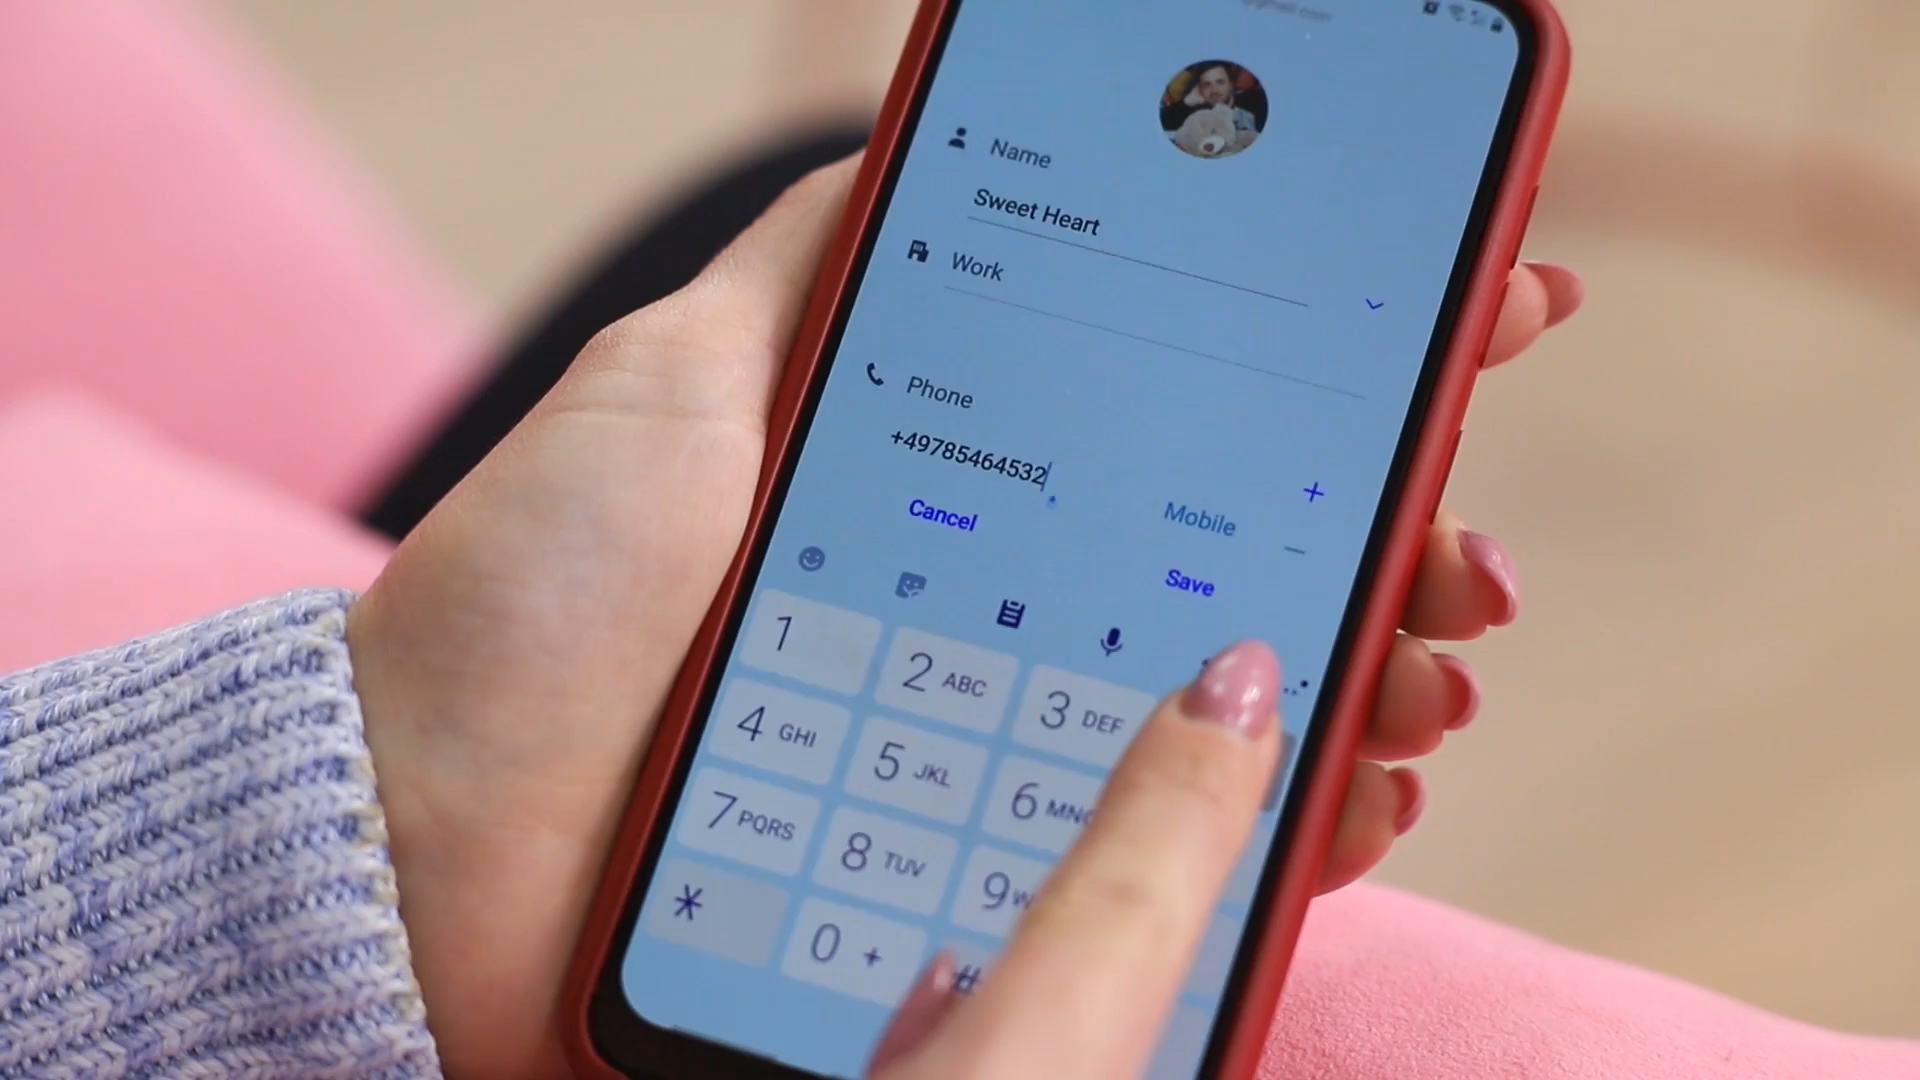 Name
Sweet Heart
Work
Phone
+49785464532
Mobile
Cancel
Save
1
2 ABC
3 DEF
4 GHI
5 JKL
6 MNO
7 PQRS
8 TUV
9
*
0 +
#